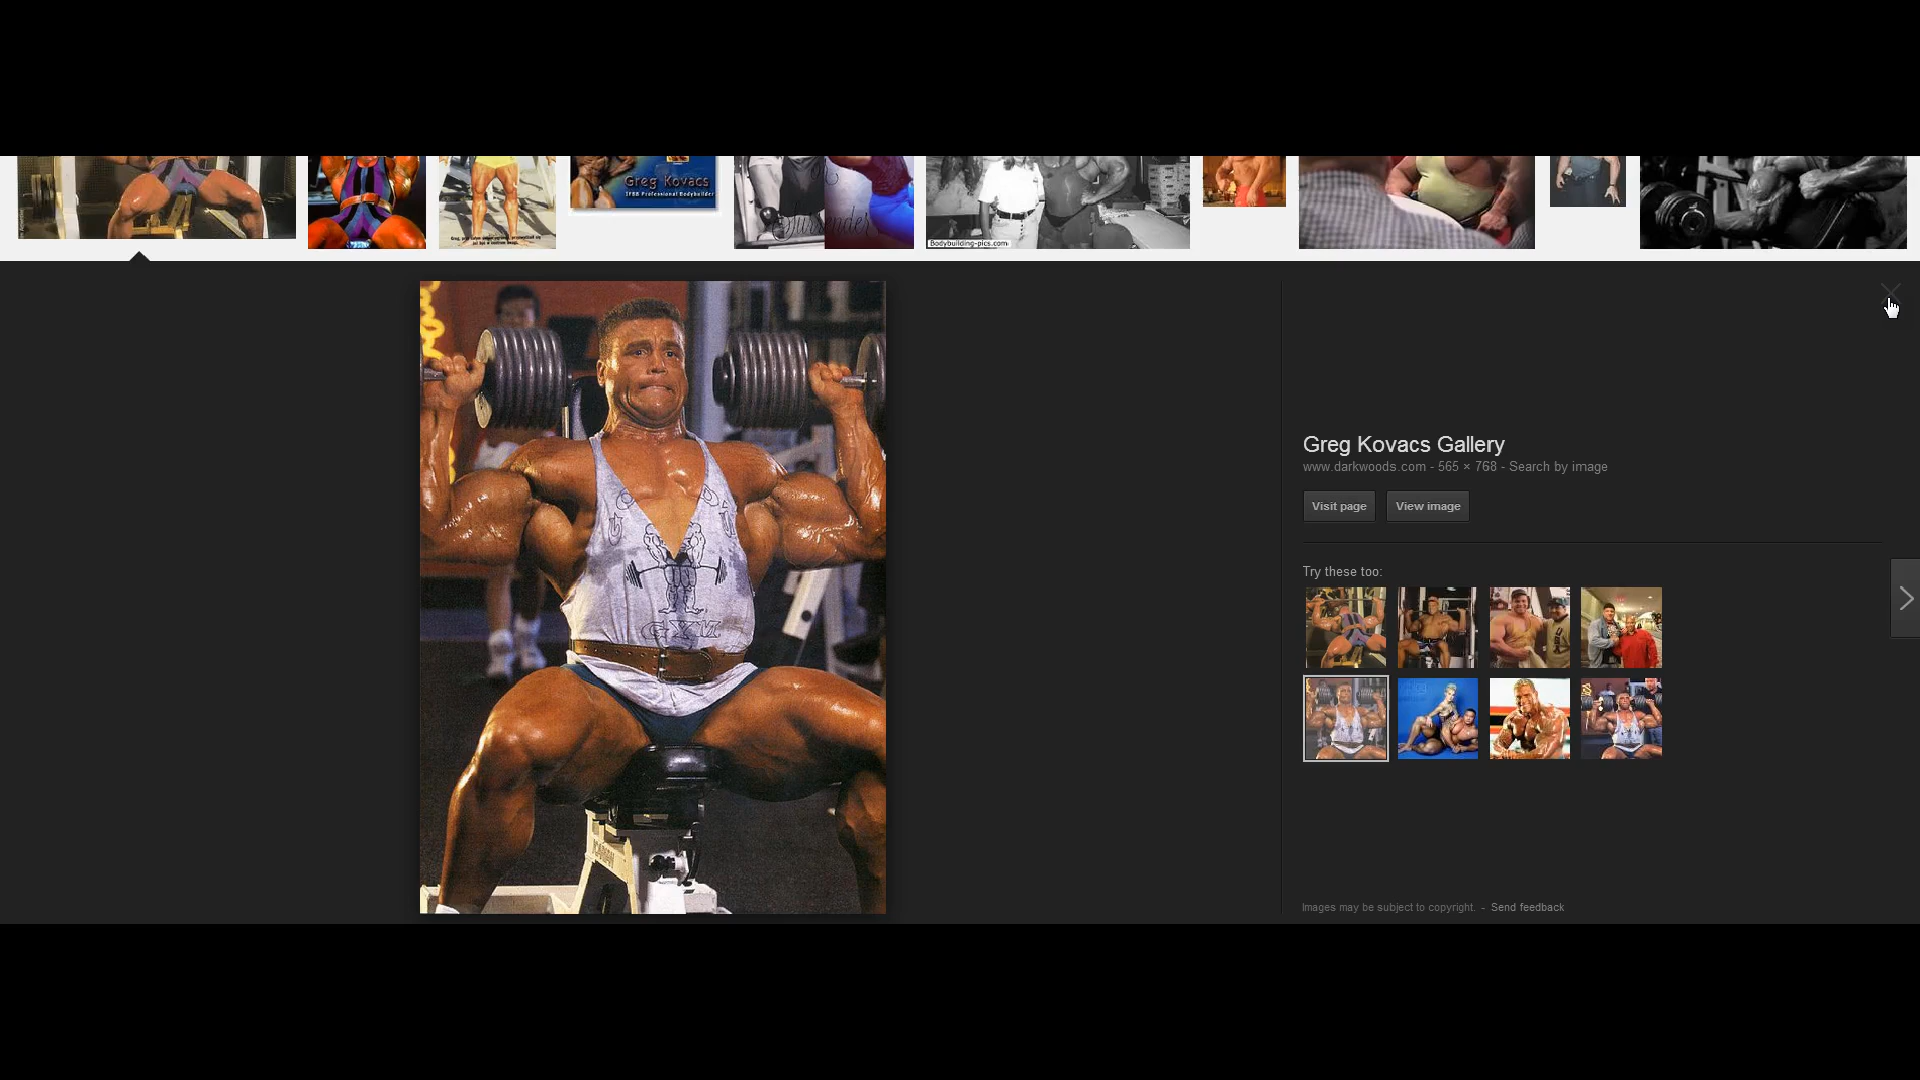 Greg Kovacs
IFBB Professional Bodybuilder
Bodybuilding-pics.com
GYM
Greg Kovacs Gallery
www.darkwoods.com - 565 × 768 - Search by image
Visit page
View image
Try these too:
Images may be subject to copyright. - Send feedback